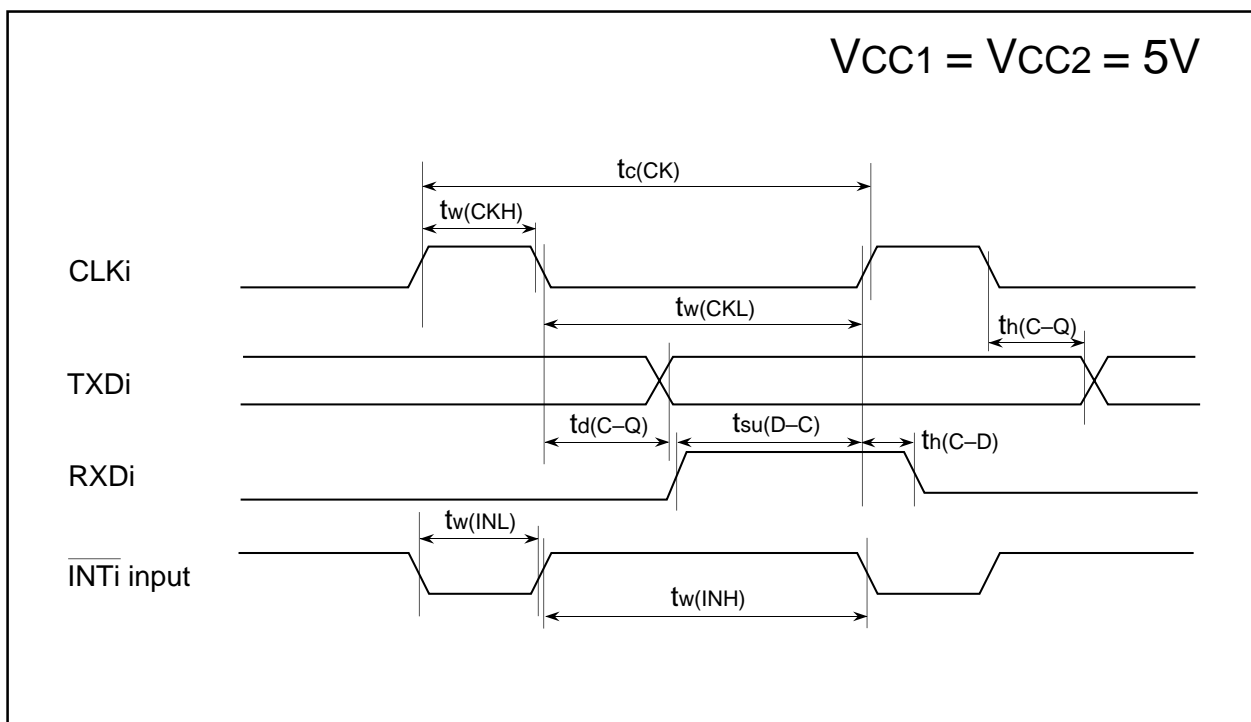 VCC1 = VCC2 = 5V
tc(CK)
tw(CKH)
CLKi
tw(CKL)
th(C–Q)
TXDi
td(C–Q)
tsu(D–C)
th(C–D)
RXDi
tw(INL)
INTi input
tw(INH)